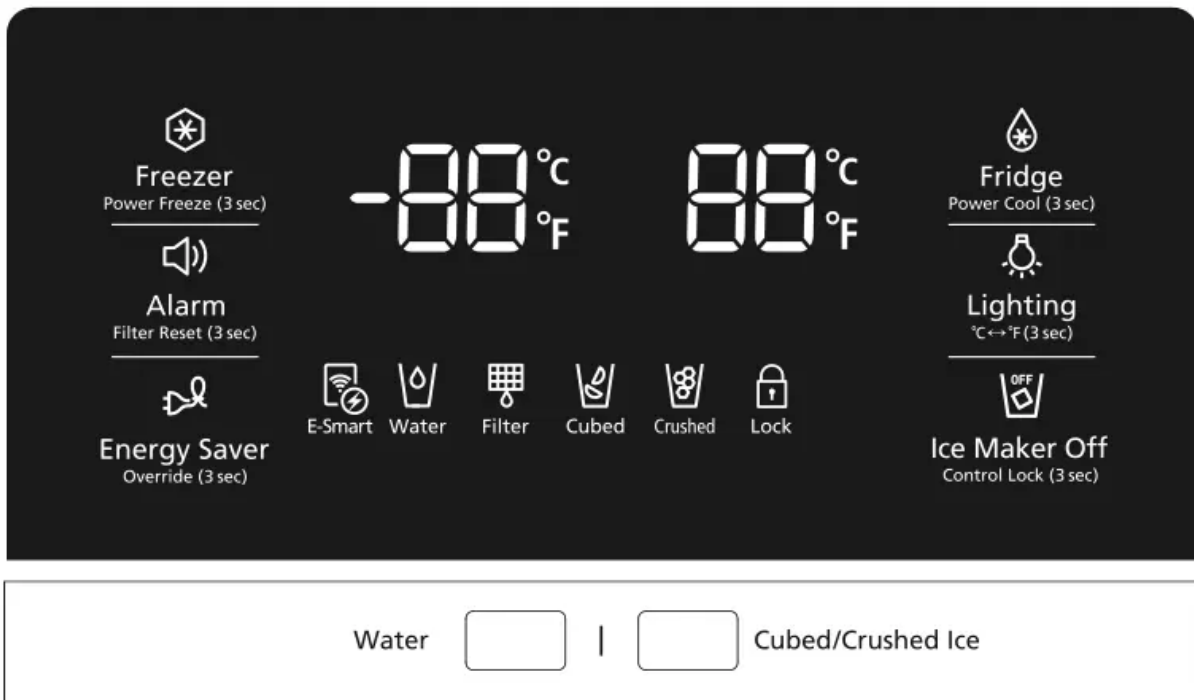 Freezer
Power Freeze (3 sec)
-88 °C
°F
88 °C
°F
Fridge
Power Cool (3 sec)
Alarm
Filter Reset (3 sec)
Lighting
°C↔°F (3 sec)
Energy Saver
Override (3 sec)
E-Smart Water Filter Cubed Crushed Lock
OFF
Ice Maker Off
Control Lock (3 sec)
Water | Cubed/Crushed Ice